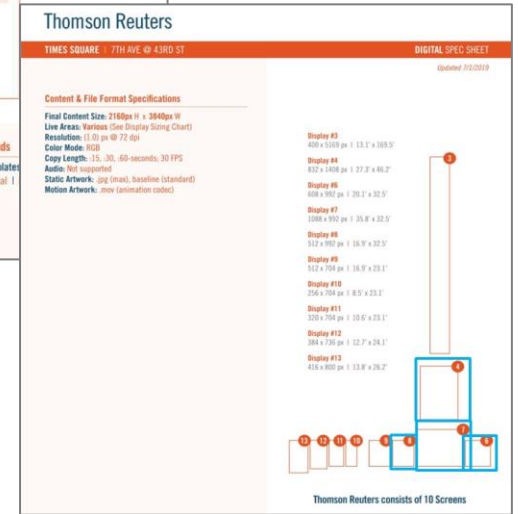 Thomson Reuters
TIMES SQUARE | 7TH AVE @ 43RD ST
DIGITAL SPEC SHEET
Updated 7/1/2019
Content & File Format Specifications
Final Content Size: 2160px H x 3840px W
Live Areas: Various (See Display Sizing Chart)
Resolution: (1.0) px @ 72 dpi
Color Mode: RGB
Copy Length: :15, :30, :60-seconds; 30 FPS
Audio: Not supported
Static Artwork: .jpg (max), baseline (standard)
Motion Artwork: .mov (animation codec)
Display #3
400 x 5169 px | 13.1' x 169.5'
Display #4
832 x 1408 px | 27.3' x 46.2'
Display #6
608 x 992 px | 20.1' x 32.5'
Display #7
1088 x 992 px | 35.8' x 32.5'
Display #8
512 x 992 px | 16.9' x 32.5'
Display #9
512 x 704 px | 16.9' x 23.1'
Display #10
256 x 704 px | 8.5' x 23.1'
Display #11
320 x 704 px | 10.6' x 23.1'
Display #12
384 x 736 px | 12.7' x 24.1'
Display #13
416 x 800 px | 13.8' x 26.2'
3
4
7
13 12 11 10 9 8 6
Thomson Reuters consists of 10 Screens
ds
plates
al |